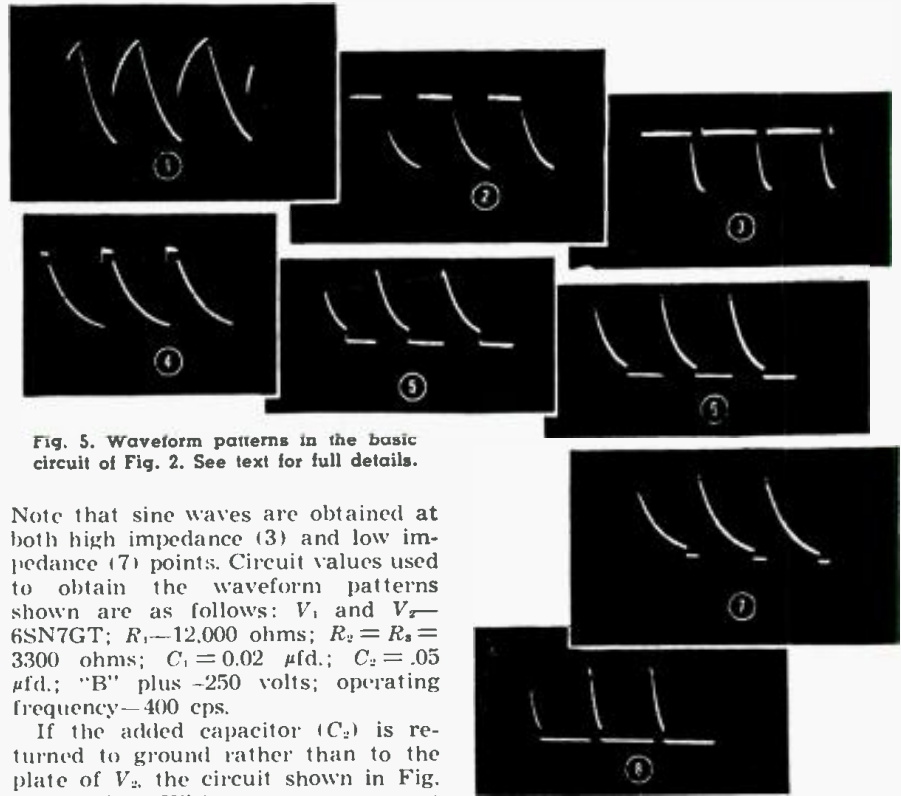 1
2
3
4
5
5
7
8
Fig. 5. Waveform patterns in the basic
circuit of Fig. 2. See text for full details.
Note that sine waves are obtained at
both high impedance (3) and low im-
pedance (7) points. Circuit values used
to obtain the waveform patterns
shown are as follows: V₁ and V₂—
6SN7GT; R₁—12,000 ohms; R₂ = R₃ =
3300 ohms; C₁ = 0.02 μfd.; C₂ = .05
μfd.; "B" plus -250 volts; operating
frequency—400 cps.
If the added capacitor (C₂) is re-
turned to ground rather than to the
plate of V₂, the circuit shown in Fig.